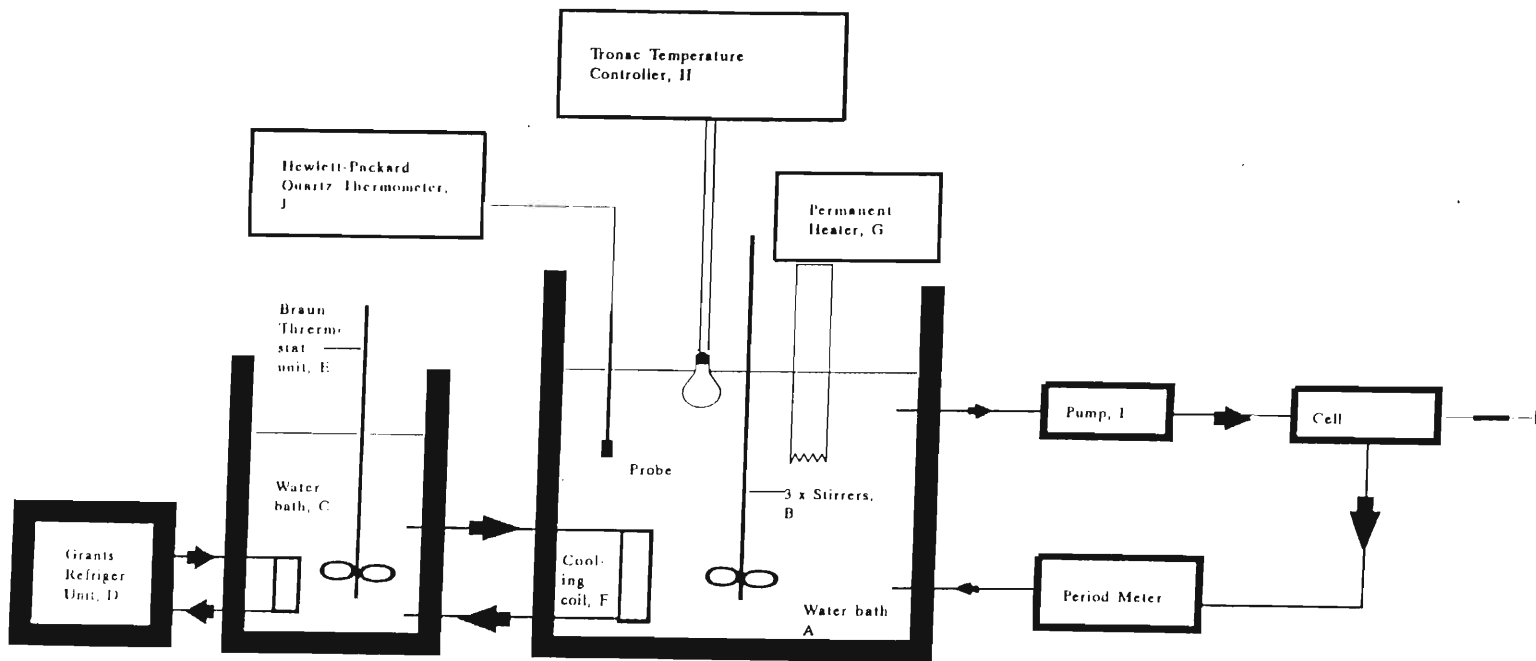 Tronac Temperature
Controller, H
Hewlett-Packard
Quartz Thermometer,
J
Permanent
Heater, G
Braun
Thermo-
stat
unit, E
Water
bath, C
Grants
Refriger
Unit, D
Cool-
ing
coil, F
Probe
3 x Stirrers,
B
Water bath
A
Pump, I
Cell
Period Meter